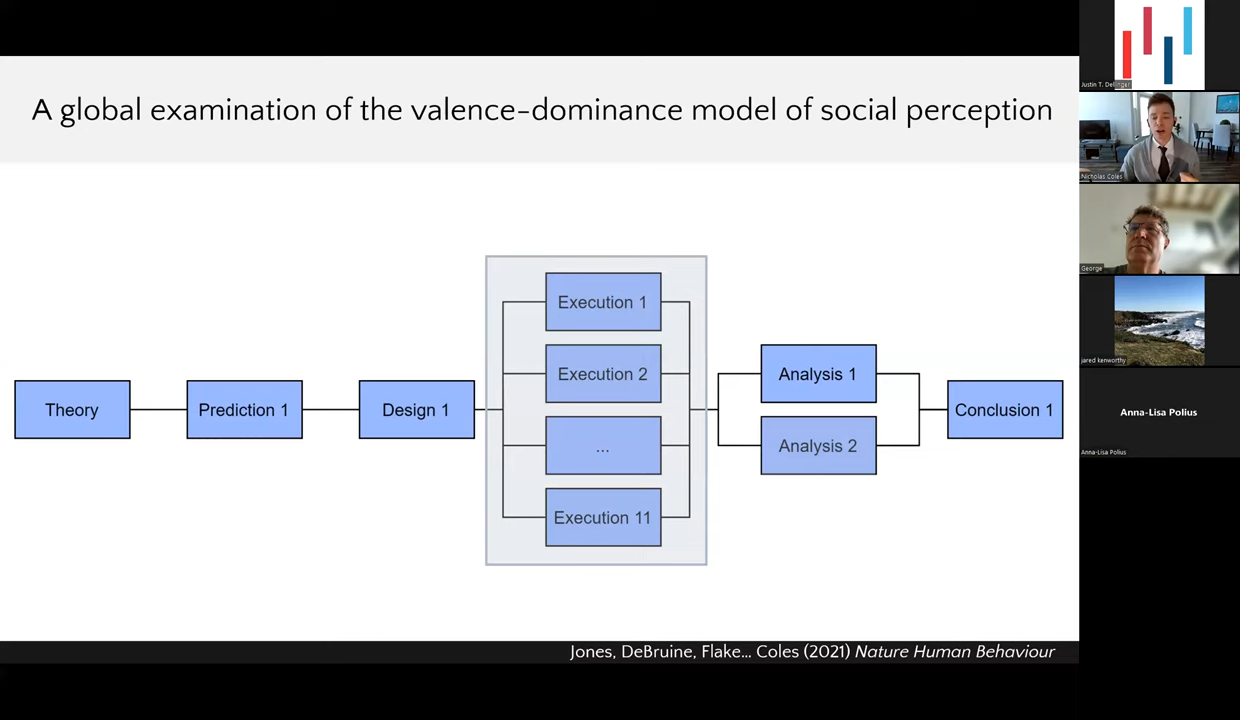 A global examination of the valence-dominance model of social perception
Theory
Prediction 1
Design 1
Execution 1
Execution 2
...
Execution 11
Analysis 1
Analysis 2
Conclusion 1
Jones, DeBruine, Flake... Coles (2021) Nature Human Behaviour
Justin T. Dellinger
Nicholas Coles
George
jared kenworthy
Anna-Lisa Polius
Anna-Lisa Polius